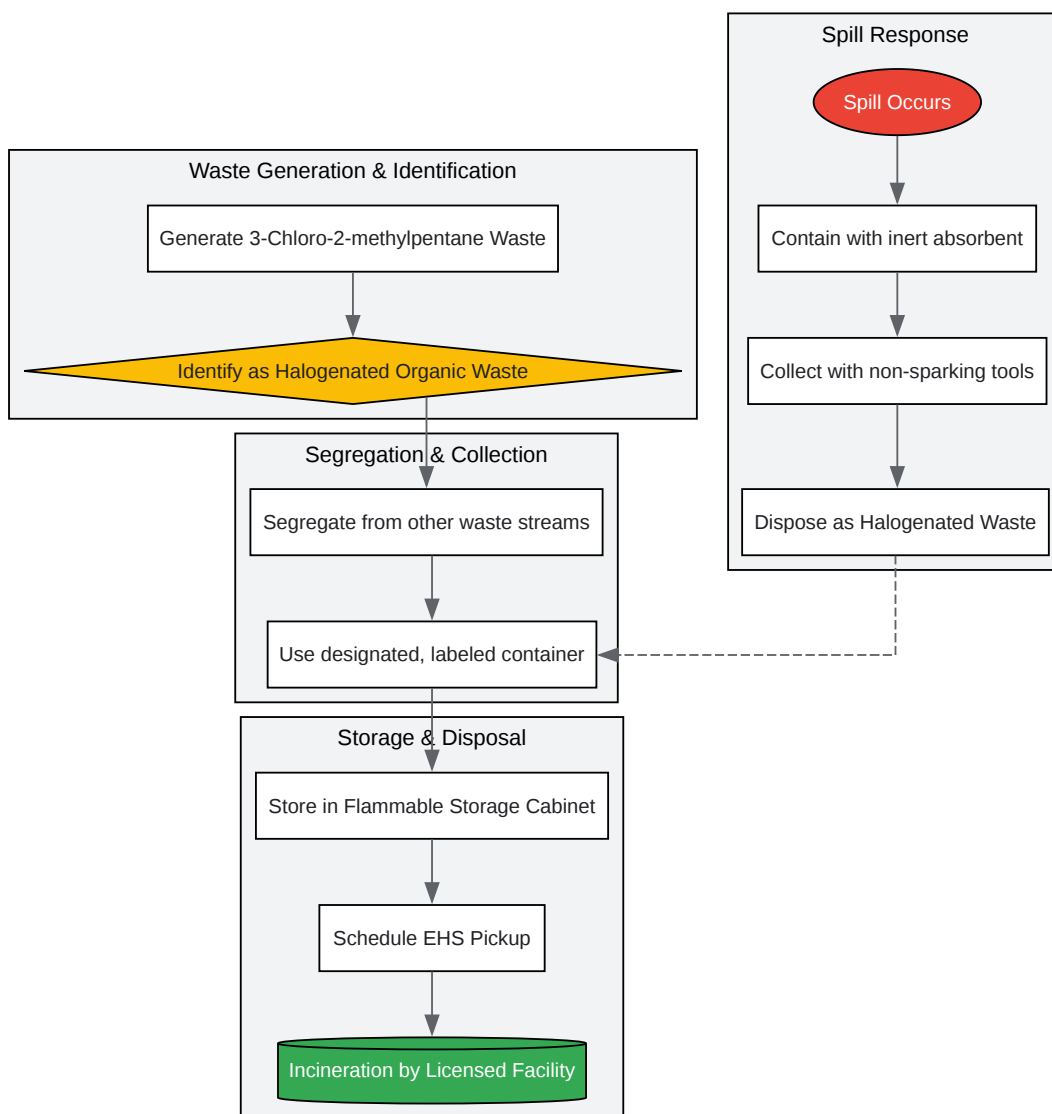 Spill Response
Spill Occurs
Waste Generation & Identification
Generate 3-Chloro-2-methylpentane Waste
Contain with inert absorbent
Identify as Halogenated Organic Waste
Collect with non-sparking tools
Segregation & Collection
Segregate from other waste streams
Dispose as Halogenated Waste
Use designated, labeled container
Storage & Disposal
Store in Flammable Storage Cabinet
Schedule EHS Pickup
Incineration by Licensed Facility